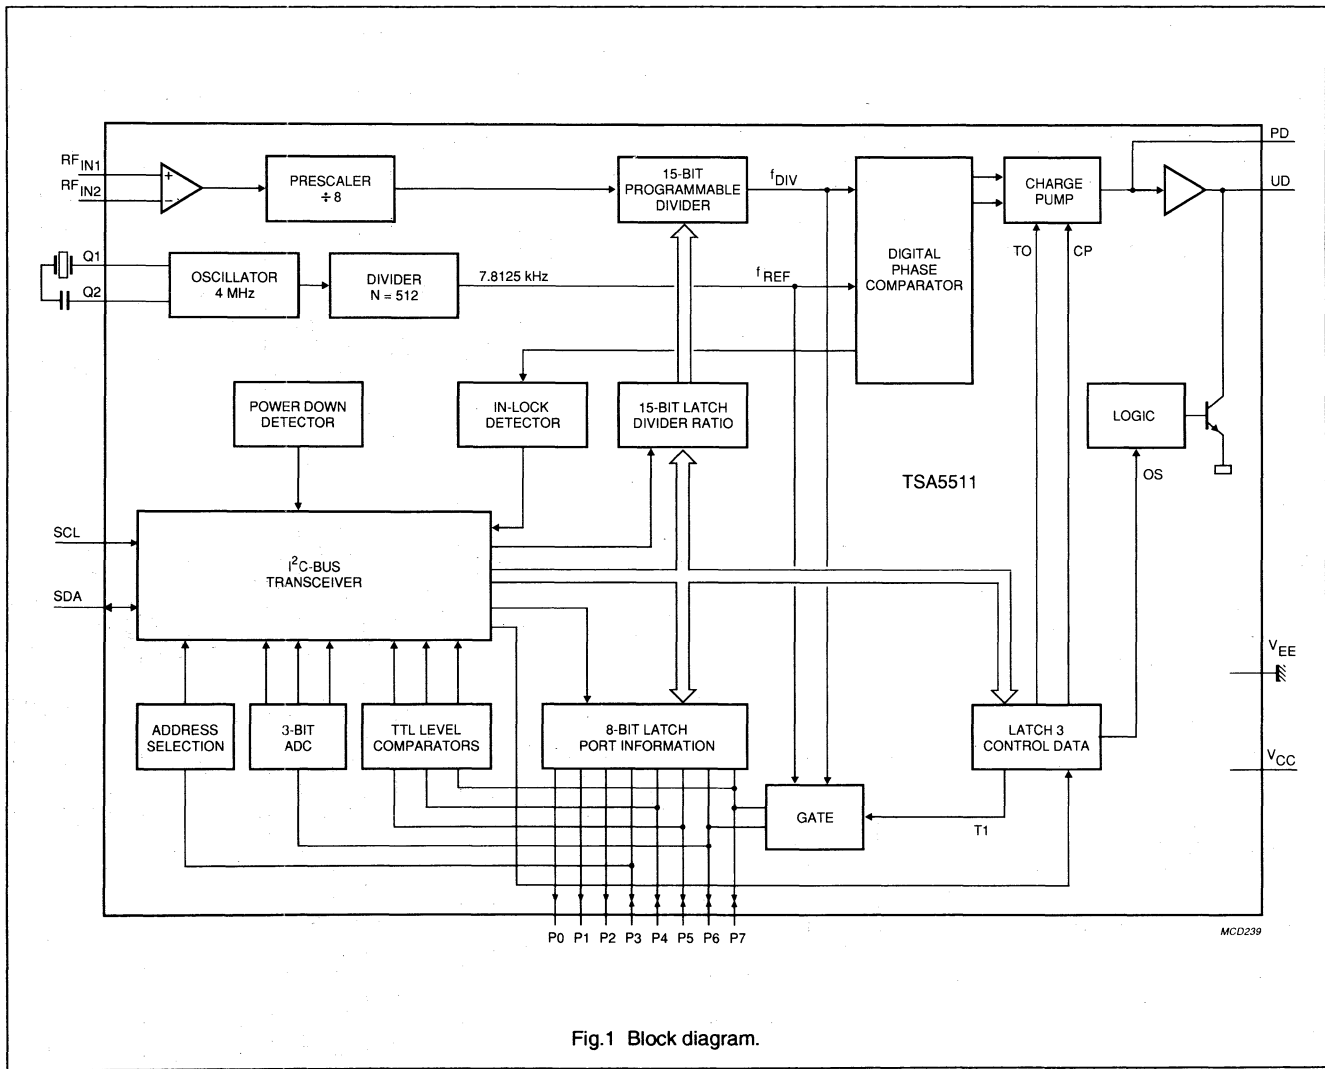 PD
RF IN1
RF IN2
+
−
PRESCALER
÷ 8
15-BIT
PROGRAMMABLE
DIVIDER
f DIV
CHARGE
PUMP
UD
Q1
Q2
OSCILLATOR
4 MHz
DIVIDER
N = 512
7.8125 kHz
f REF
DIGITAL
PHASE
COMPARATOR
TO
CP
POWER DOWN
DETECTOR
IN-LOCK
DETECTOR
15-BIT LATCH
DIVIDER RATIO
LOGIC
TSA5511
OS
SCL
SDA
I²C-BUS
TRANSCEIVER
V EE
ADDRESS
SELECTION
3-BIT
ADC
TTL LEVEL
COMPARATORS
8-BIT LATCH
PORT INFORMATION
LATCH 3
CONTROL DATA
V CC
GATE
T1
P0 P1 P2 P3 P4 P5 P6 P7
MCD239
Fig.1 Block diagram.